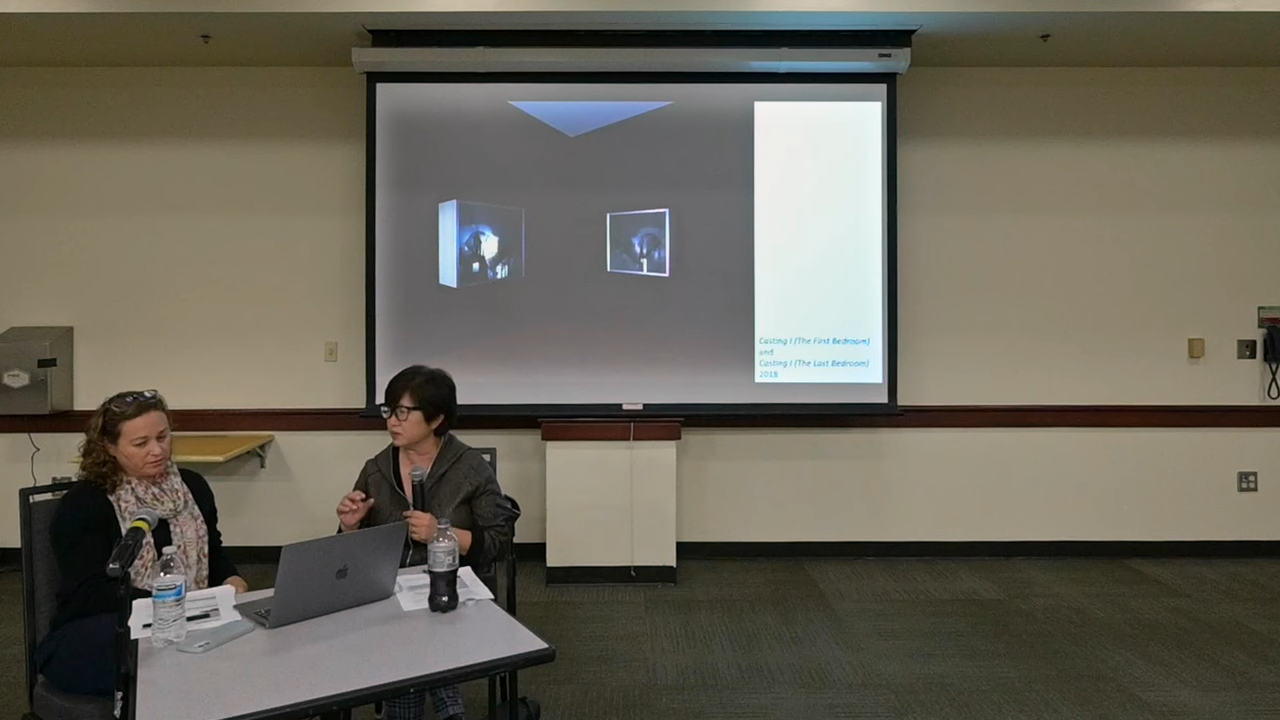 Casting I (The First Bedroom)
and
Casting I (The Last Bedroom)
2018